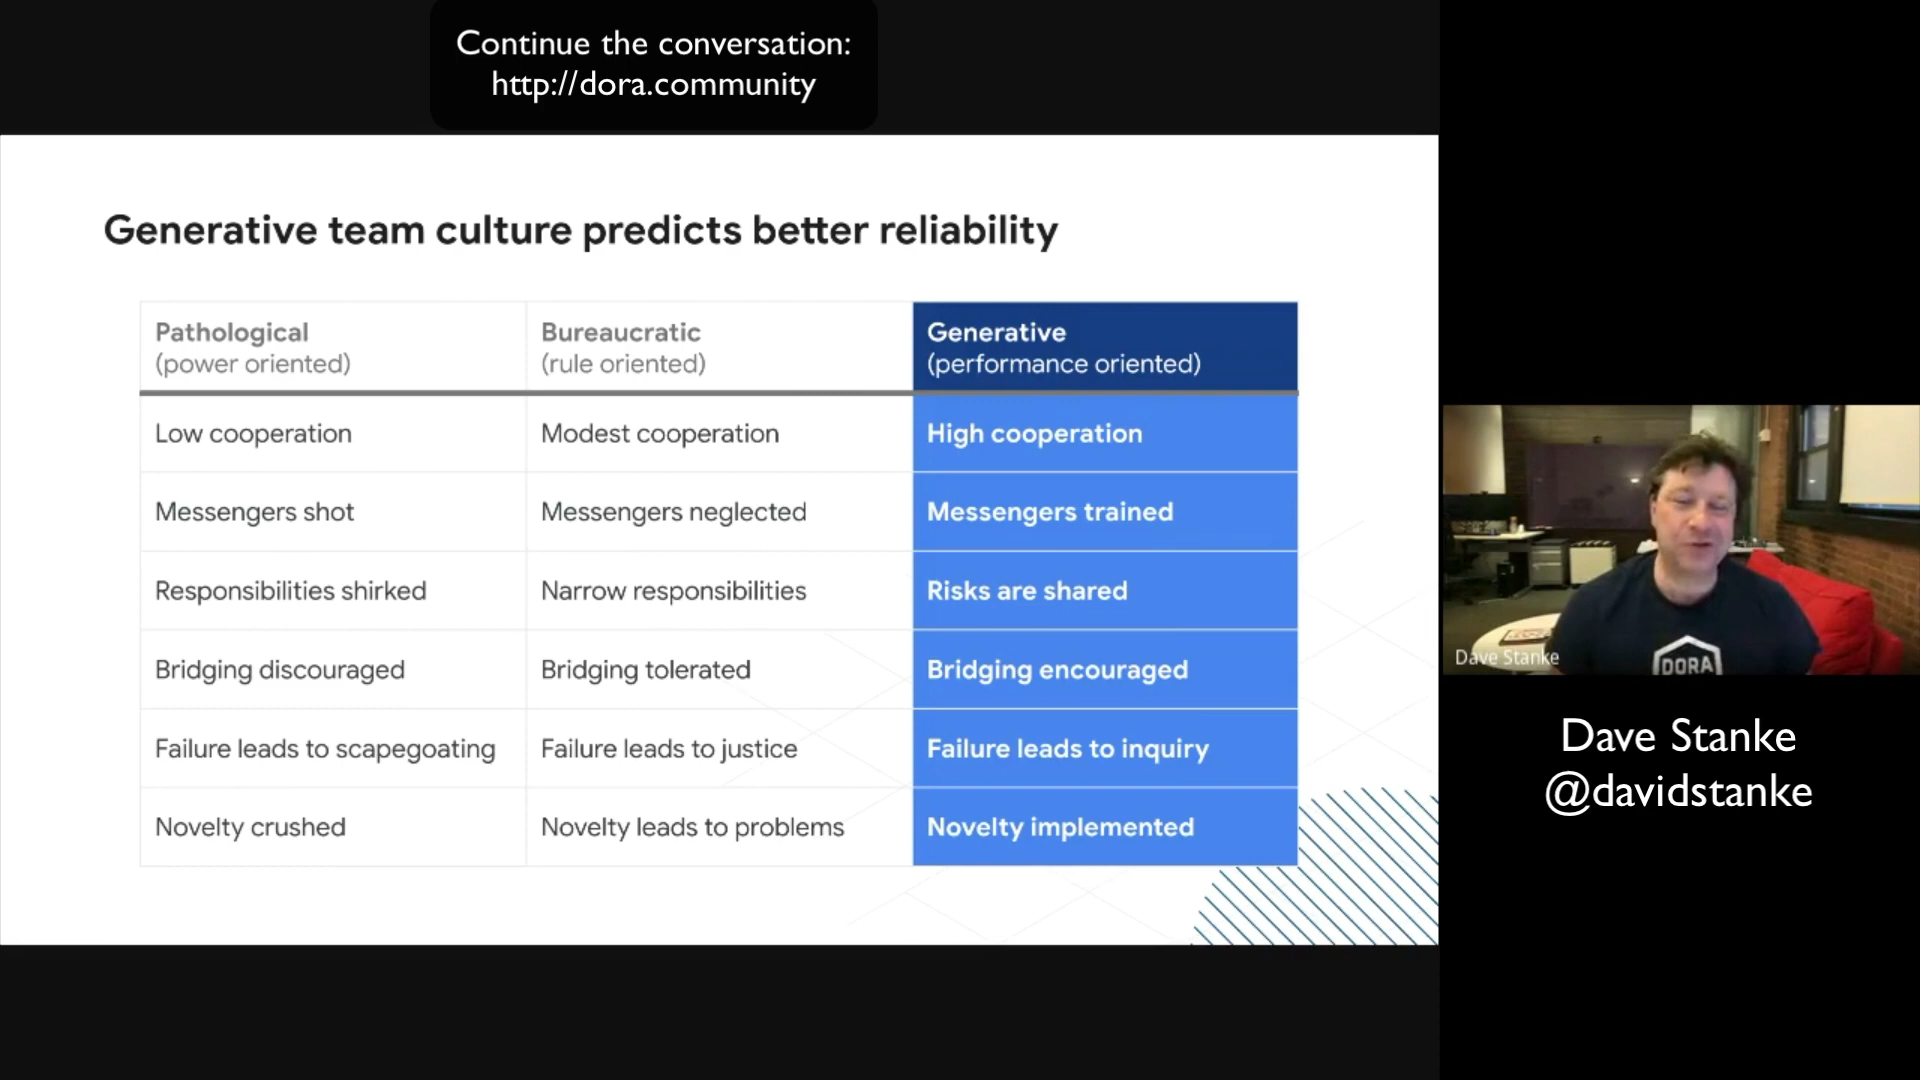 Continue the conversation:
http://dora.community
Generative team culture predicts better reliability
Pathological
(power oriented)
Bureaucratic
(rule oriented)
Generative
(performance oriented)
Low cooperation
Modest cooperation
High cooperation
Messengers shot
Messengers neglected
Messengers trained
Responsibilities shirked
Narrow responsibilities
Risks are shared
Bridging discouraged
Bridging tolerated
Bridging encouraged
Failure leads to scapegoating
Failure leads to justice
Failure leads to inquiry
Novelty crushed
Novelty leads to problems
Novelty implemented
DORA
Dave Stanke
Dave Stanke
@davidstanke